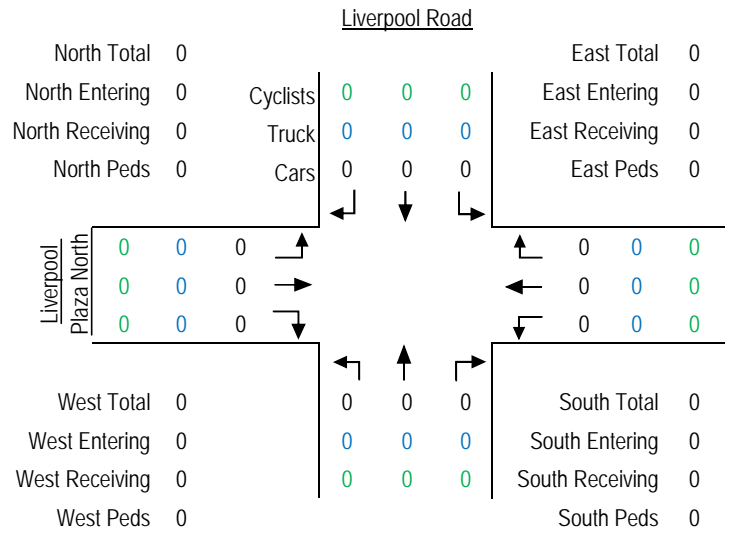 Liverpool Road
North Total 0
North Entering 0
North Receiving 0
North Peds 0
Cyclists 0 0 0
Truck 0 0 0
Cars 0 0 0
East Total 0
East Entering 0
East Receiving 0
East Peds 0
Liverpool
Plaza North
0 0 0
0 0 0
0 0 0
0 0 0
0 0 0
0 0 0
West Total 0
West Entering 0
West Receiving 0
West Peds 0
0 0 0
0 0 0
0 0 0
South Total 0
South Entering 0
South Receiving 0
South Peds 0